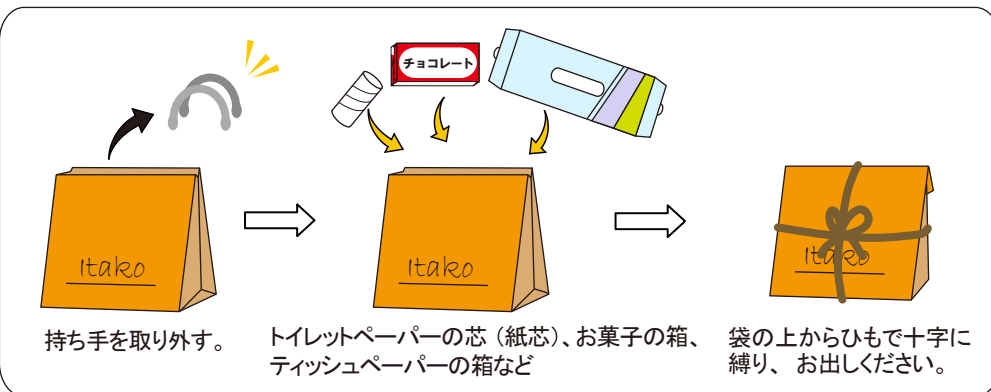 チョコレート
Itako
Itako
Itako
持ち手を取り外す。
トイレットペーパーの芯（紙芯）、お菓子の箱、
ティッシュペーパーの箱など
袋の上からひもで十字に
縛り、お出しください。